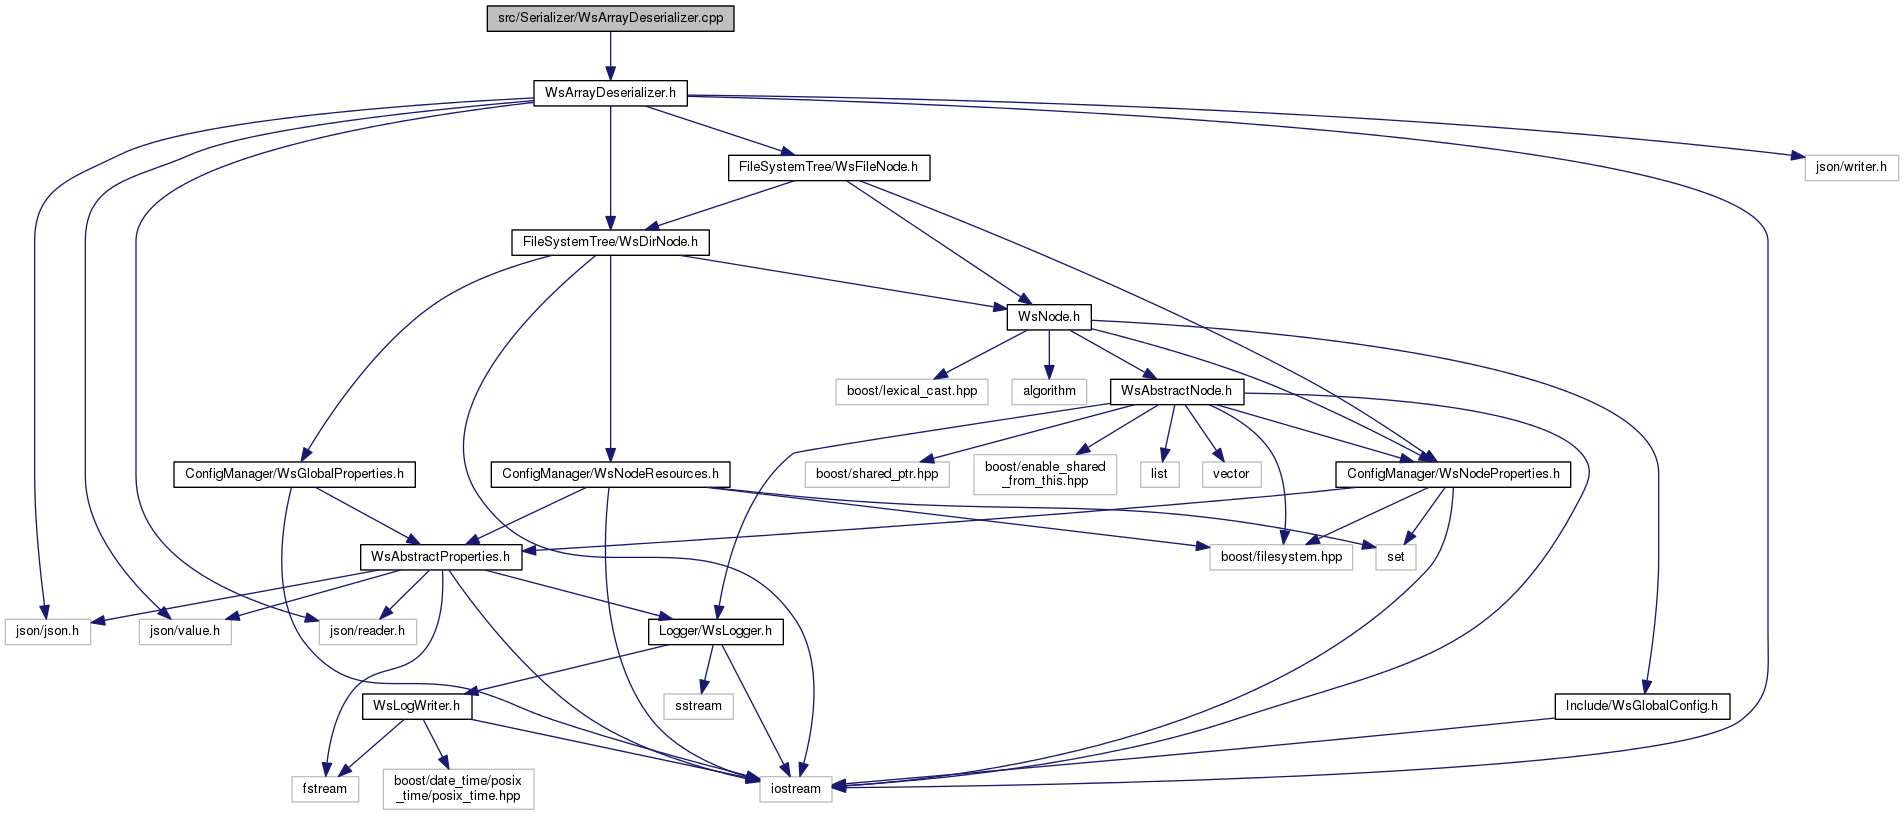 src/Serializer/WsArrayDeserializer.cpp
WsArrayDeserializer.h
FileSystemTree/WsFileNode.h
json/writer.h
FileSystemTree/WsDirNode.h
WsNode.h
boost/lexical_cast.hpp
algorithm
WsAbstractNode.h
ConfigManager/WsGlobalProperties.h
ConfigManager/WsNodeResources.h
boost/shared_ptr.hpp
boost/enable_shared
_from_this.hpp
list
vector
ConfigManager/WsNodeProperties.h
WsAbstractProperties.h
boost/filesystem.hpp
set
json/json.h
json/value.h
json/reader.h
Logger/WsLogger.h
WsLogWriter.h
sstream
Include/WsGlobalConfig.h
fstream
boost/date_time/posix
_time/posix_time.hpp
iostream